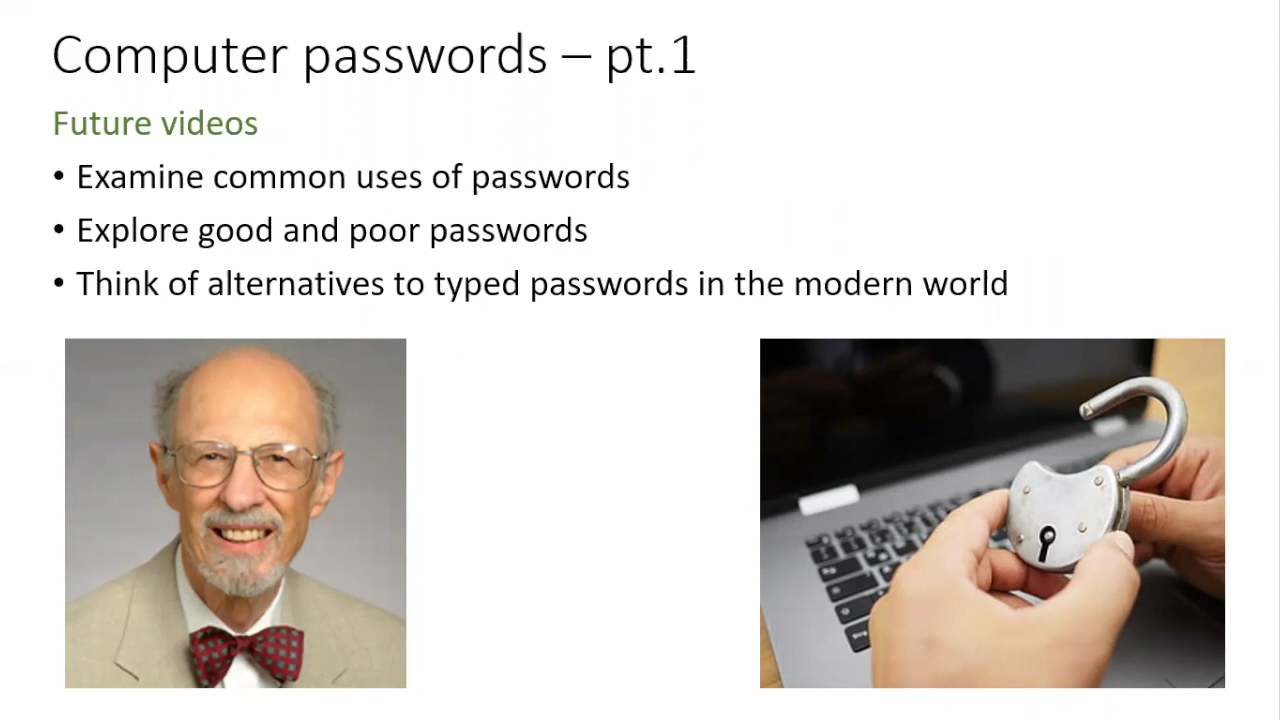 Computer passwords – pt.1
Future videos
• Examine common uses of passwords
• Explore good and poor passwords
• Think of alternatives to typed passwords in the modern world